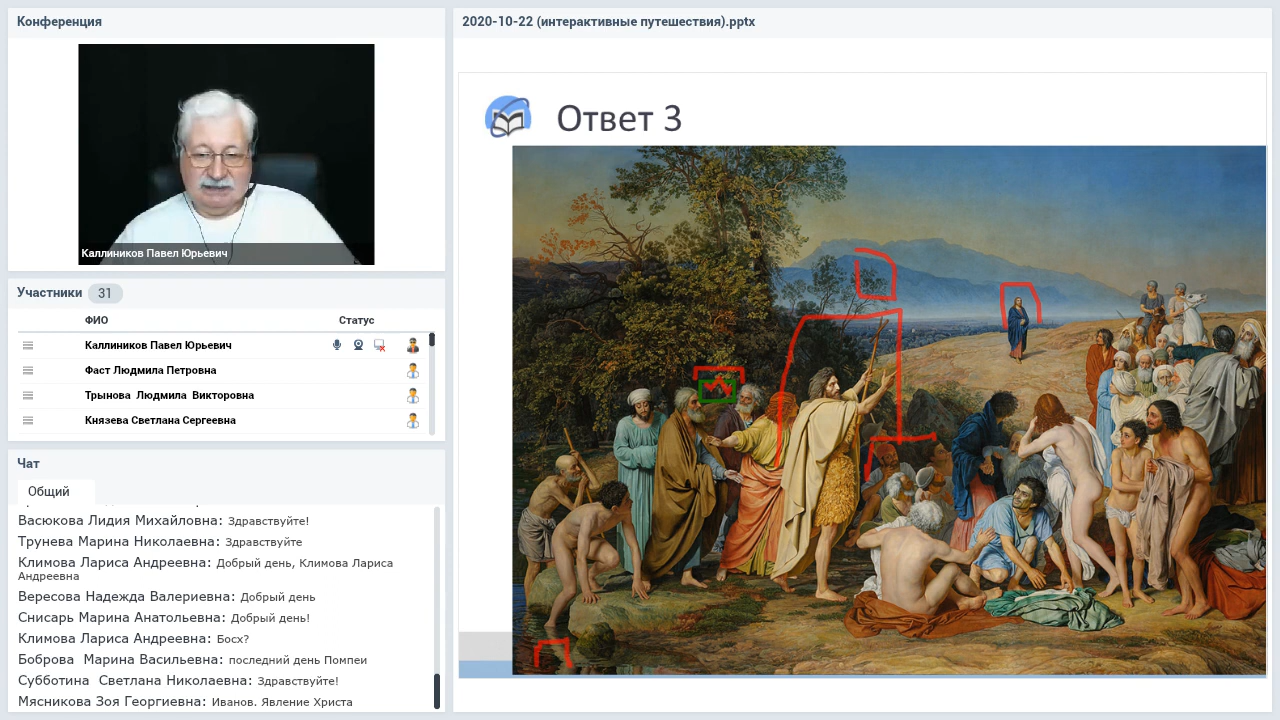 Конференция
Каллиников Павел Юрьевич
Участники 31
ФИО Статус
Каллиников Павел Юрьевич
Фаст Людмила Петровна
Трынова Людмила Викторовна
Князева Светлана Сергеевна
Чат
Общий
Васюкова Лидия Михайловна: Здравствуйте!
Трунева Марина Николаевна: Здравствуйте
Климова Лариса Андреевна: Добрый день, Климова Лариса
Андреевна
Вересова Надежда Валериевна: Добрый день
Снисарь Марина Анатольевна: Добрый день!
Климова Лариса Андреевна: Босх?
Боброва Марина Васильевна: последний день Помпеи
Субботина Светлана Николаевна: Здравствуйте!
Мясникова Зоя Георгиевна: Иванов. Явление Христа
2020-10-22 (интерактивные путешествия).pptx
Ответ 3